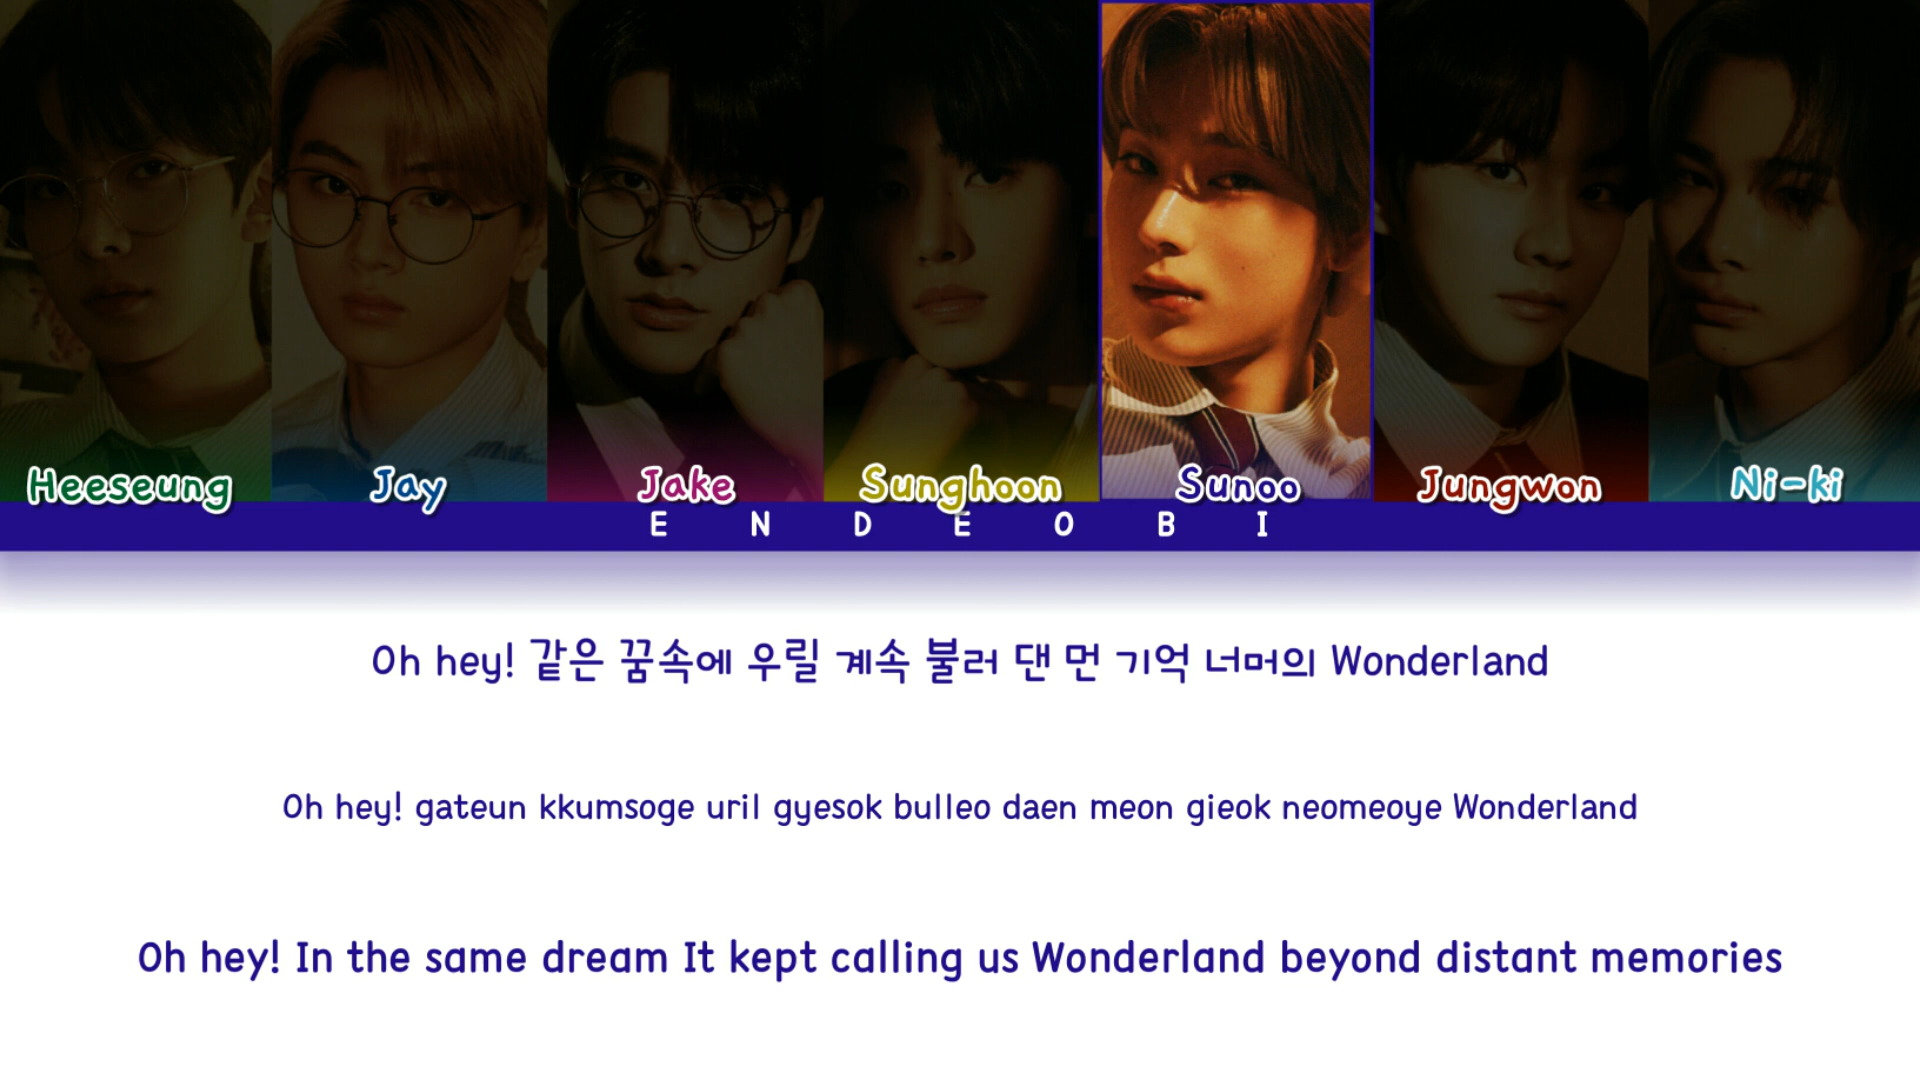 Heeseung Jay Jake Sunghoon Sunoo Jungwon Ni-ki
E N D E O B I
Oh hey! 같은 꿈속에 우릴 계속 불러 댄 먼 기억 너머의 Wonderland
Oh hey! gateun kkumsoge uril gyesok bulleo daen meon gieok neomeoye Wonderland
Oh hey! In the same dream It kept calling us Wonderland beyond distant memories